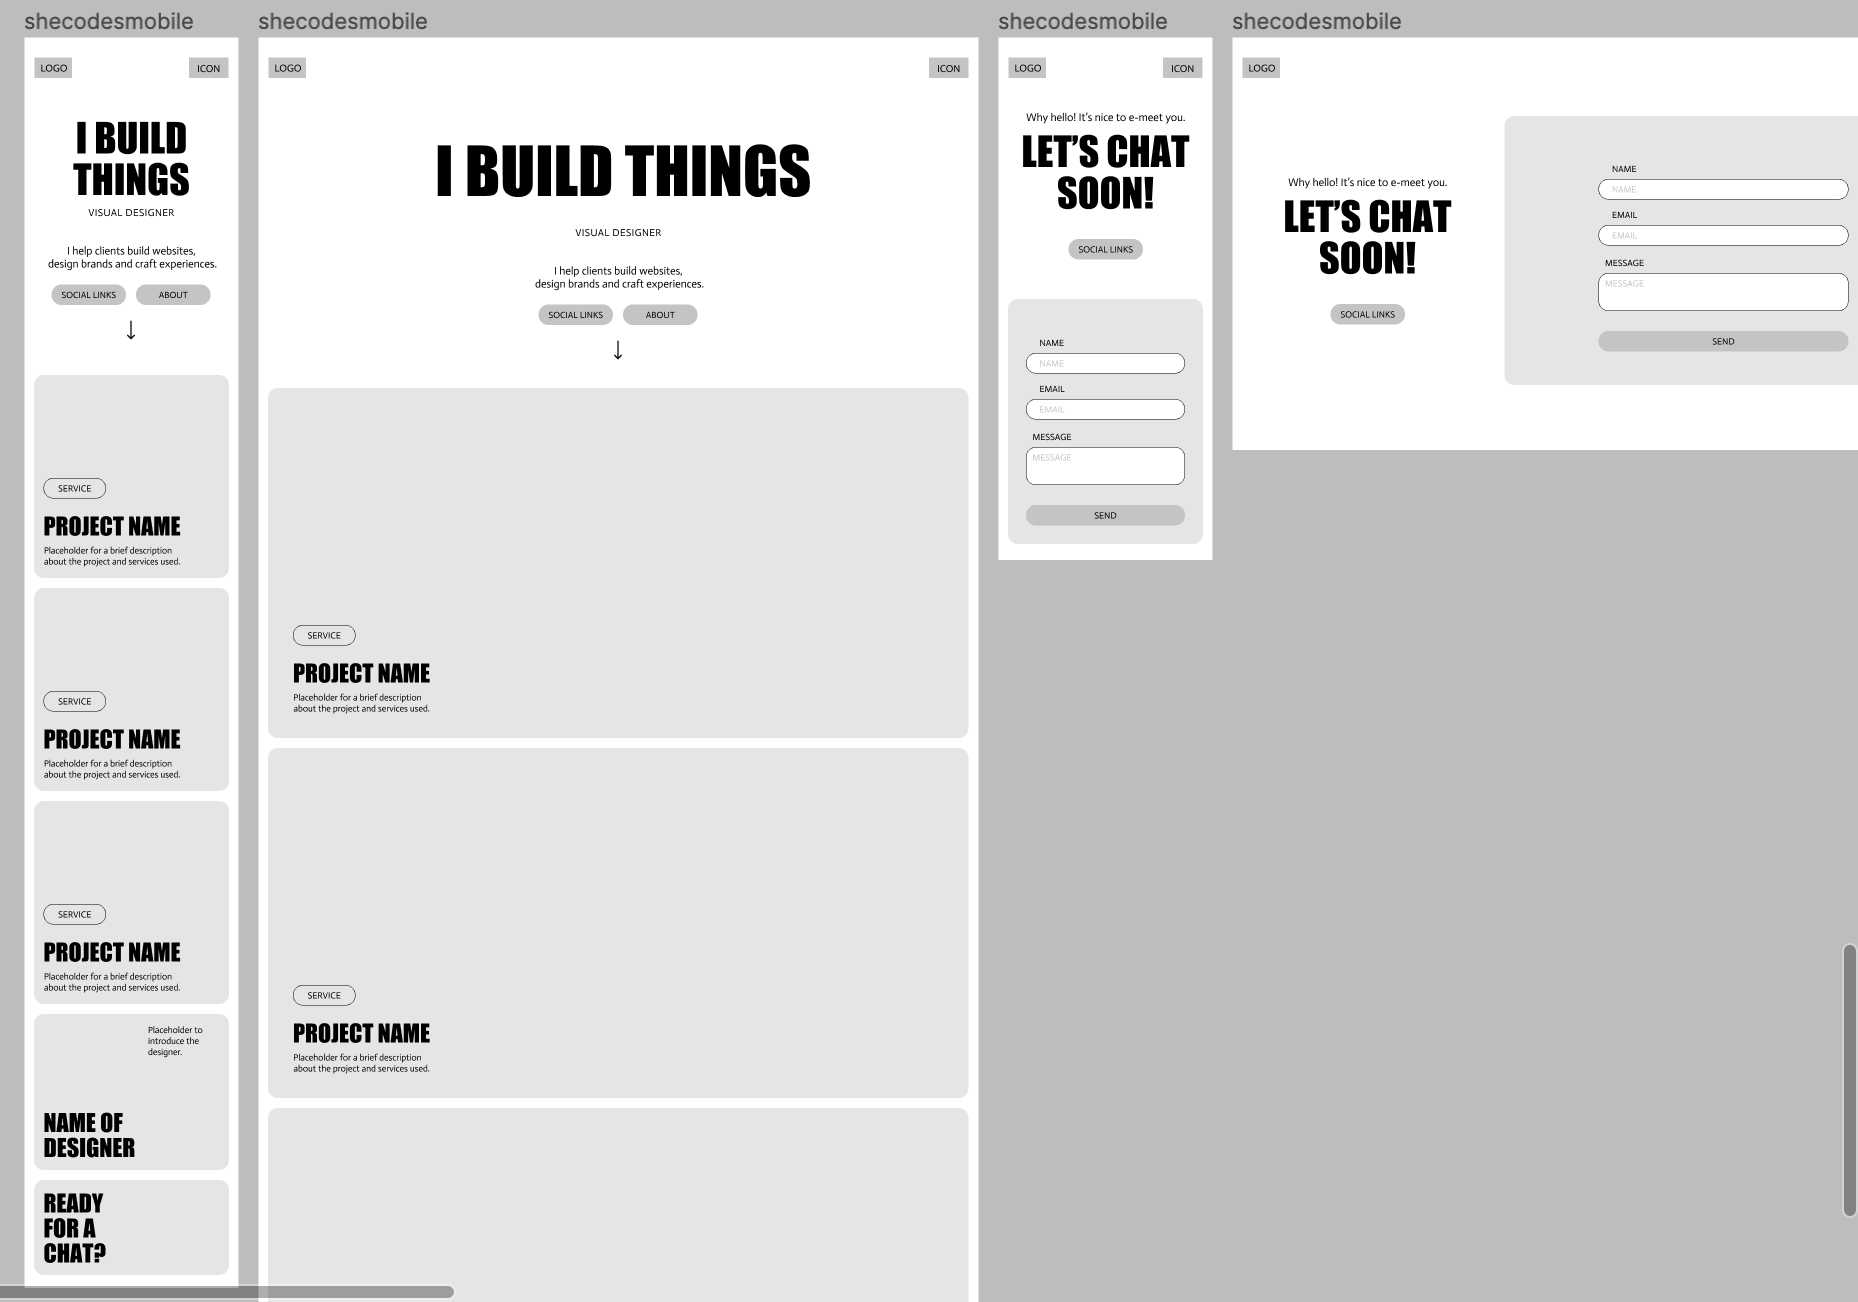 shecodesmobile
LOGO
ICON
I BUILD
THINGS
VISUAL DESIGNER
I help clients build websites,
design brands and craft experiences.
SOCIAL LINKS
ABOUT
SERVICE
PROJECT NAME
Placeholder for a brief description
about the project and services used.
SERVICE
PROJECT NAME
Placeholder for a brief description
about the project and services used.
SERVICE
PROJECT NAME
Placeholder for a brief description
about the project and services used.
Placeholder to
introduce the
designer.
NAME OF
DESIGNER
READY
FOR A
CHAT?
shecodesmobile
LOGO
ICON
I BUILD THINGS
VISUAL DESIGNER
I help clients build websites,
design brands and craft experiences.
SOCIAL LINKS
ABOUT
SERVICE
PROJECT NAME
Placeholder for a brief description
about the project and services used.
SERVICE
PROJECT NAME
Placeholder for a brief description
about the project and services used.
shecodesmobile
LOGO
ICON
Why hello! It's nice to e-meet you.
LET'S CHAT
SOON!
SOCIAL LINKS
NAME
NAME
EMAIL
EMAIL
MESSAGE
MESSAGE
SEND
shecodesmobile
LOGO
Why hello! It's nice to e-meet you.
LET'S CHAT
SOON!
SOCIAL LINKS
NAME
NAME
EMAIL
EMAIL
MESSAGE
MESSAGE
SEND